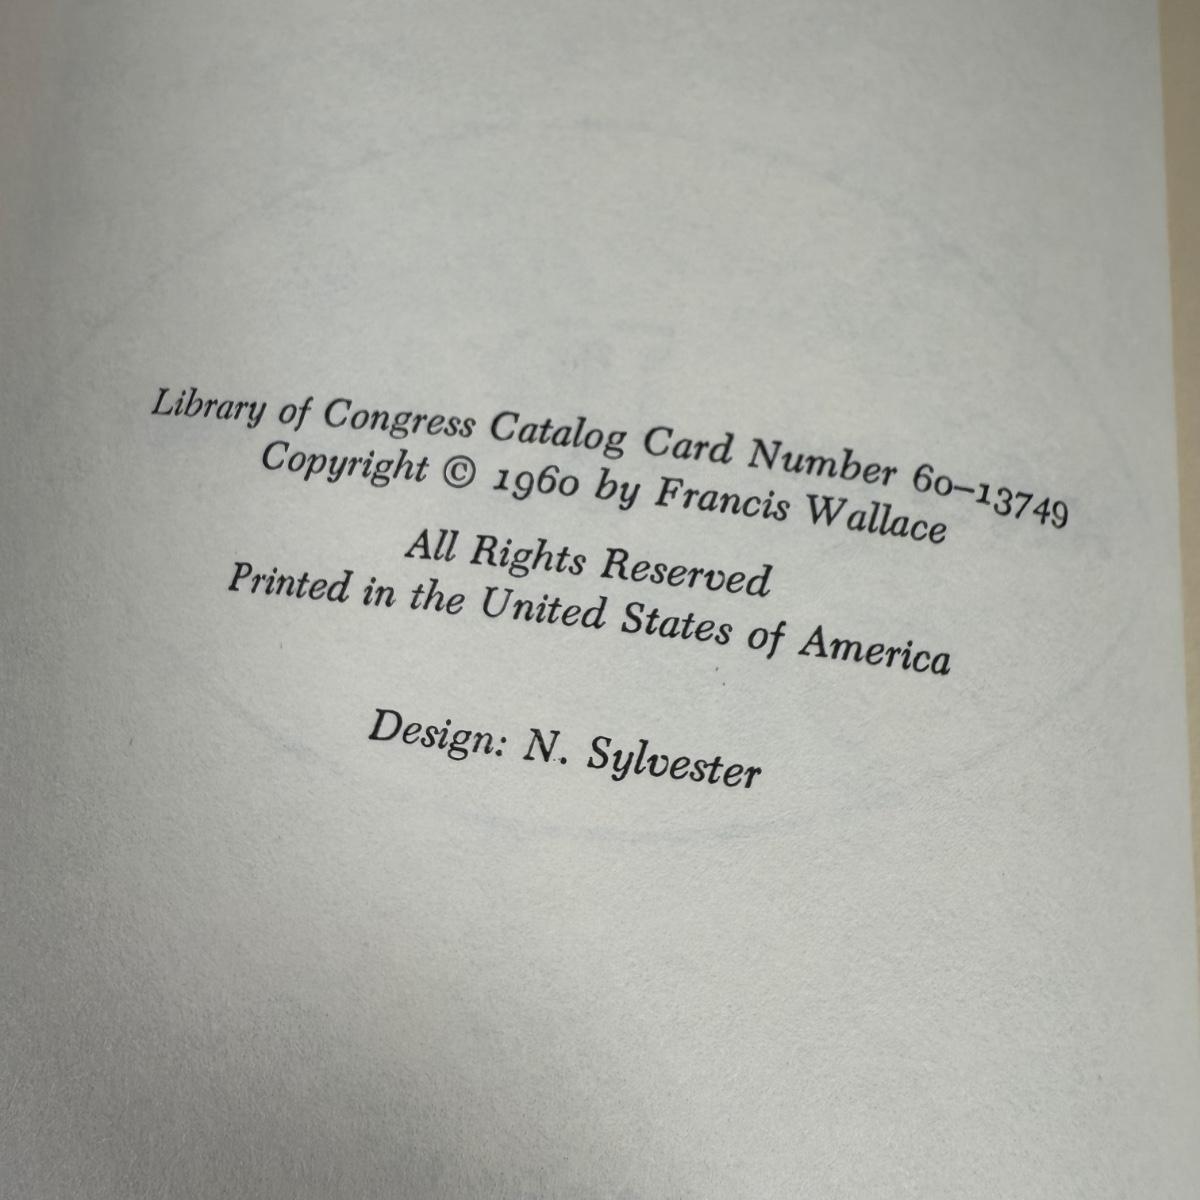 Library of Congress Catalog Card Number 60–13749
Copyright © 1960 by Francis Wallace
All Rights Reserved
Printed in the United States of America
Design: N. Sylvester